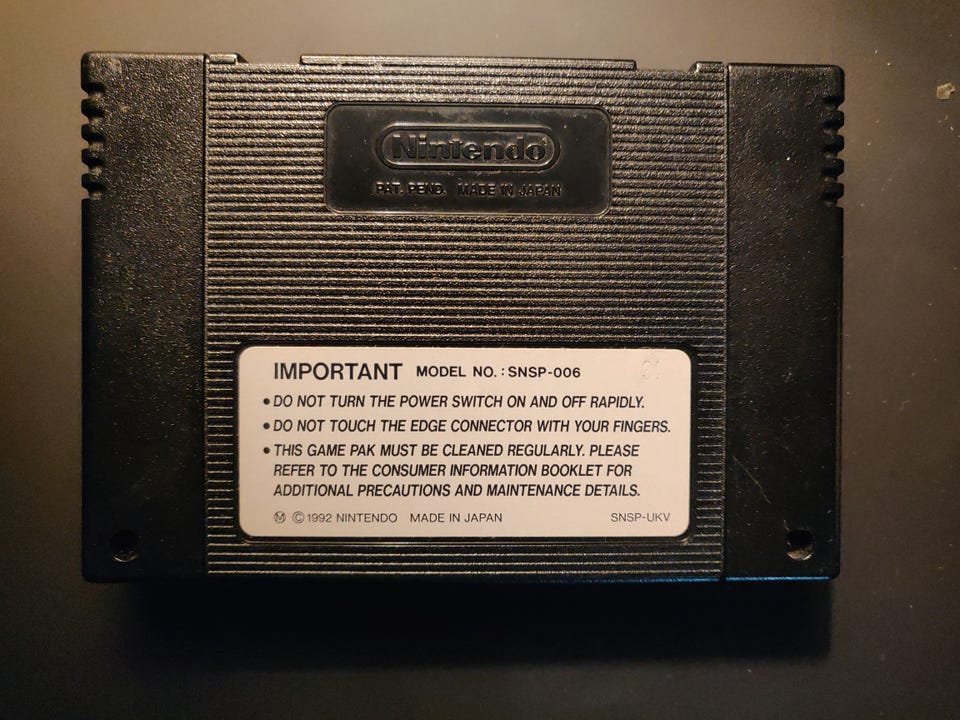 Nintendo
PAT. PEND. MADE IN JAPAN
IMPORTANT MODEL NO. : SNSP-006
• DO NOT TURN THE POWER SWITCH ON AND OFF RAPIDLY.
• DO NOT TOUCH THE EDGE CONNECTOR WITH YOUR FINGERS.
• THIS GAME PAK MUST BE CLEANED REGULARLY. PLEASE
REFER TO THE CONSUMER INFORMATION BOOKLET FOR
ADDITIONAL PRECAUTIONS AND MAINTENANCE DETAILS.
Ⓜ © 1992 NINTENDO MADE IN JAPAN SNSP-UKV